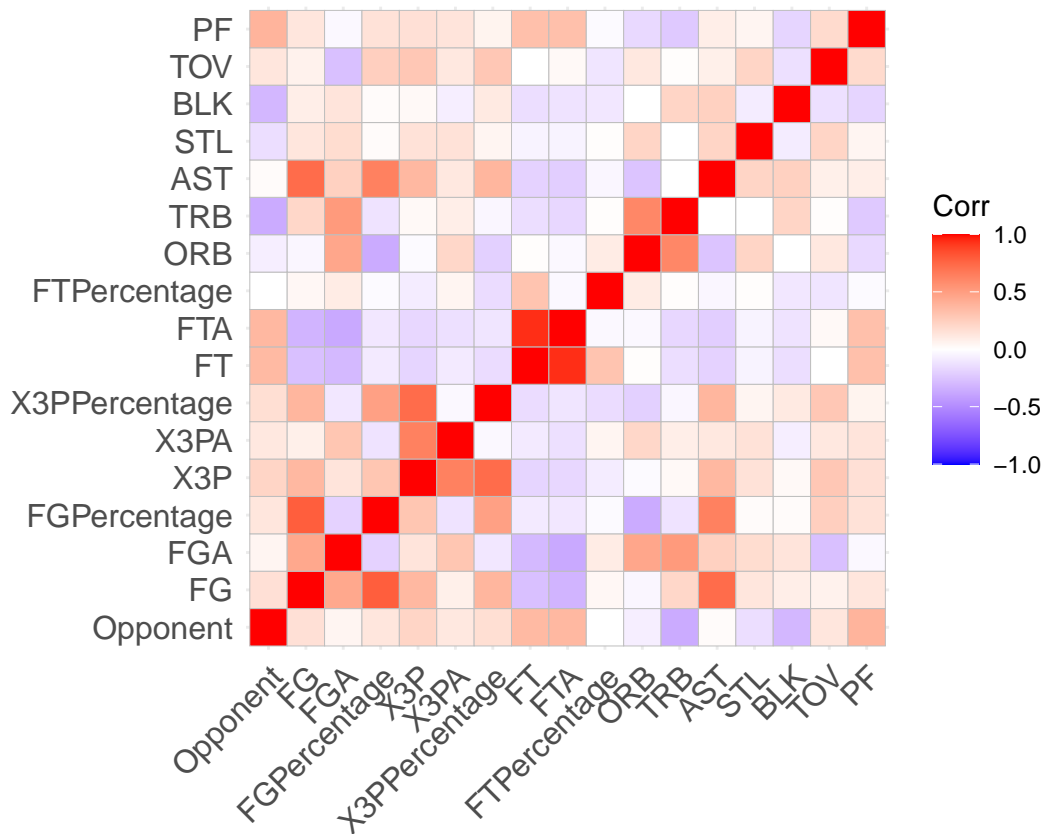 PF
TOV
BLK
STL
AST
TRB
ORB
FTPercentage
FTA
FT
X3PPercentage
X3PA
X3P
FGPercentage
FGA
FG
Opponent
Opponent
FG
FGA
FGPercentage
X3P
X3PA
X3PPercentage
FT
FTA
FTPercentage
ORB
TRB
AST
STL
BLK
TOV
PF
Corr
1.0
0.5
0.0
−0.5
−1.0